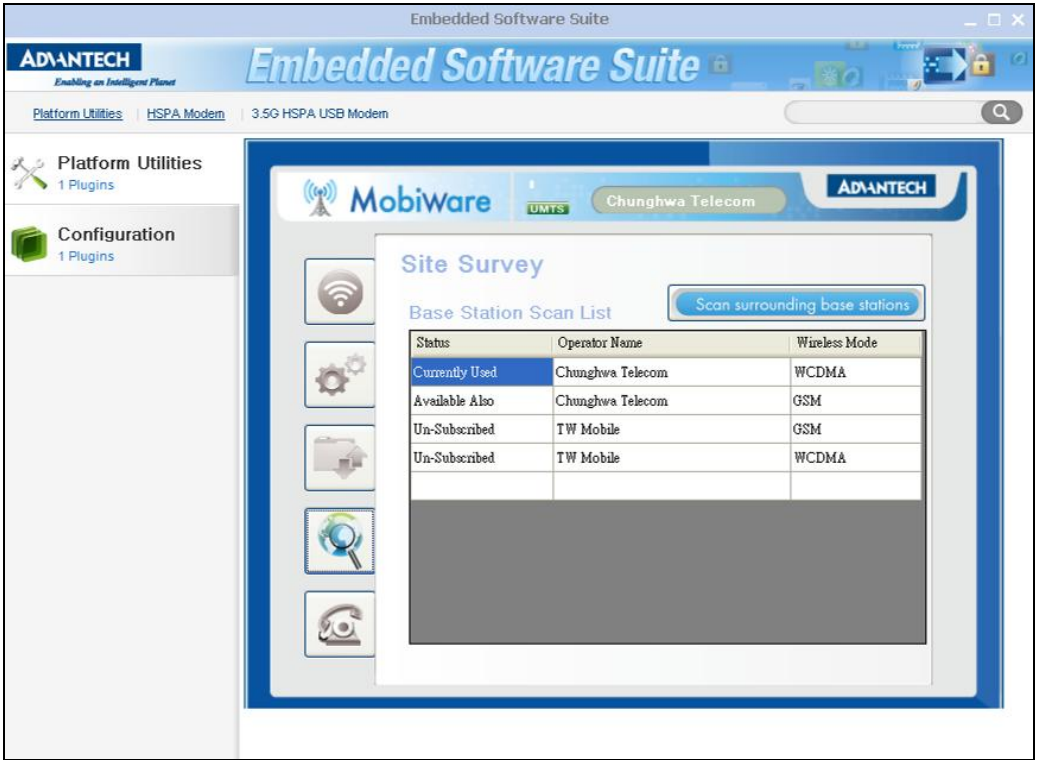 Embedded Software Suite
ADVANTECH
Enabling an Intelligent Planet
Embedded Software Suite
Platform Utilities | HSPA Modem | 3.5G HSPA USB Modem
Platform Utilities
1 Plugins
Configuration
1 Plugins
MobiWare
UMTS
Chunghwa Telecom
ADVANTECH
Site Survey
Base Station Scan List
Scan surrounding base stations
Status Operator Name Wireless Mode
Currently Used Chunghwa Telecom WCDMA
Available Also Chunghwa Telecom GSM
Un-Subscribed TW Mobile GSM
Un-Subscribed TW Mobile WCDMA